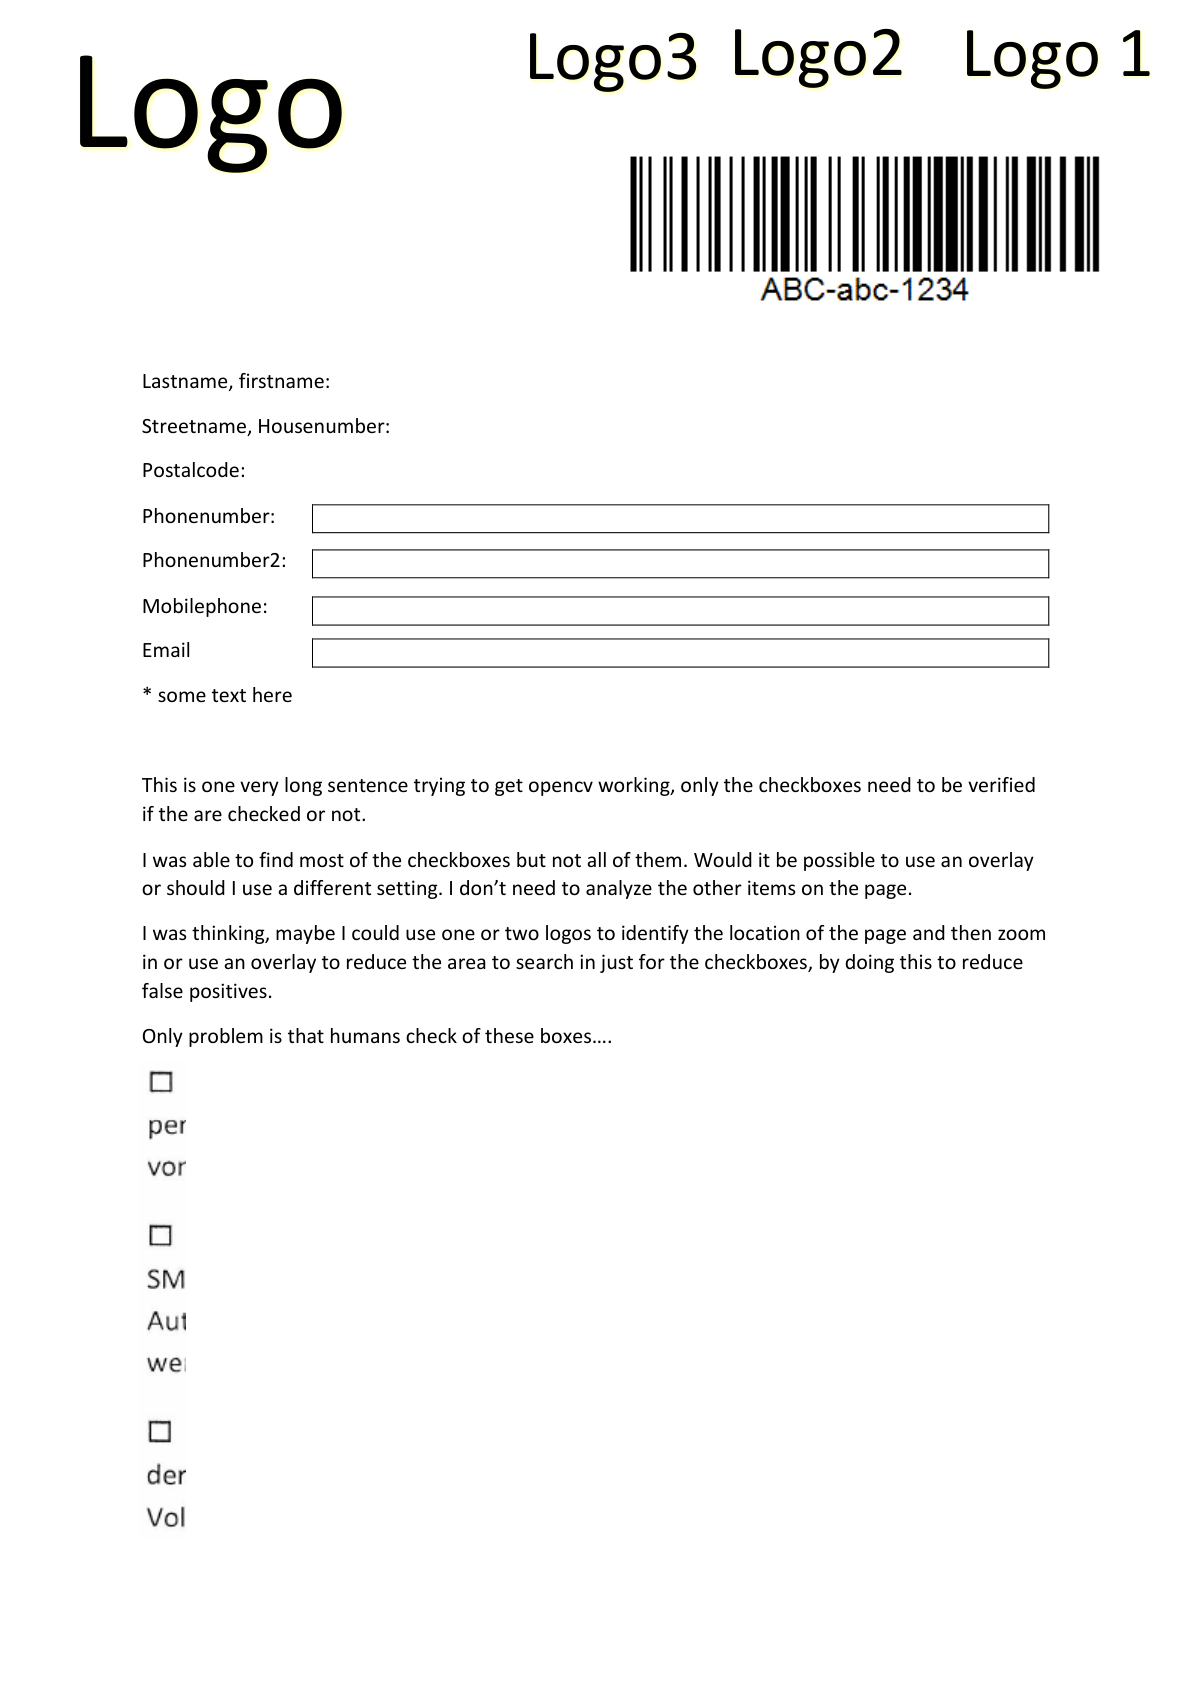 Logo
Logo3 Logo2 Logo 1
ABC-abc-1234
Lastname, firstname:
Streetname, Housenumber:
Postalcode:
Phonenumber:
Phonenumber2:
Mobilephone:
Email
* some text here
This is one very long sentence trying to get opencv working, only the checkboxes need to be verified
if the are checked or not.
I was able to find most of the checkboxes but not all of them. Would it be possible to use an overlay
or should I use a different setting. I don’t need to analyze the other items on the page.
I was thinking, maybe I could use one or two logos to identify the location of the page and then zoom
in or use an overlay to reduce the area to search in just for the checkboxes, by doing this to reduce
false positives.
Only problem is that humans check of these boxes....
per
vor
SM
Aut
wer
der
Vol